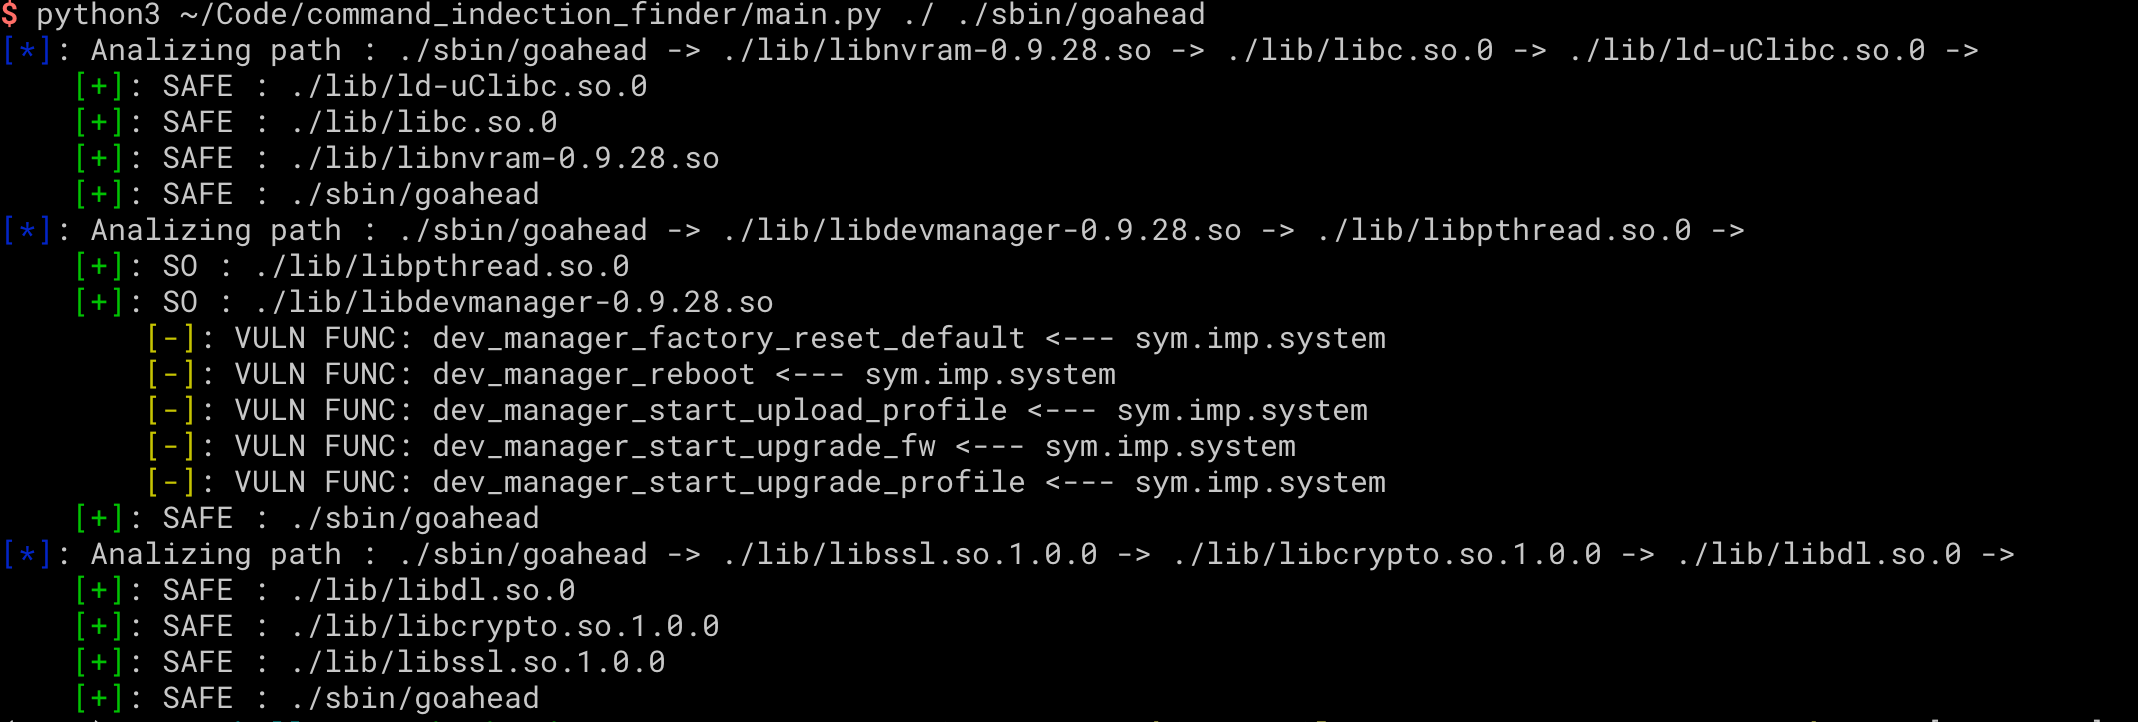 $ python3 ~/Code/command_indection_finder/main.py ./ ./sbin/goahead
[*]: Analizing path : ./sbin/goahead -> ./lib/libnvram-0.9.28.so -> ./lib/libc.so.0 -> ./lib/ld-uClibc.so.0 ->
[+]: SAFE : ./lib/ld-uClibc.so.0
[+]: SAFE : ./lib/libc.so.0
[+]: SAFE : ./lib/libnvram-0.9.28.so
[+]: SAFE : ./sbin/goahead
[*]: Analizing path : ./sbin/goahead -> ./lib/libdevmanager-0.9.28.so -> ./lib/libpthread.so.0 ->
[+]: SO : ./lib/libpthread.so.0
[+]: SO : ./lib/libdevmanager-0.9.28.so
[-]: VULN FUNC: dev_manager_factory_reset_default <--- sym.imp.system
[-]: VULN FUNC: dev_manager_reboot <--- sym.imp.system
[-]: VULN FUNC: dev_manager_start_upload_profile <--- sym.imp.system
[-]: VULN FUNC: dev_manager_start_upgrade_fw <--- sym.imp.system
[-]: VULN FUNC: dev_manager_start_upgrade_profile <--- sym.imp.system
[+]: SAFE : ./sbin/goahead
[*]: Analizing path : ./sbin/goahead -> ./lib/libssl.so.1.0.0 -> ./lib/libcrypto.so.1.0.0 -> ./lib/libdl.so.0 ->
[+]: SAFE : ./lib/libdl.so.0
[+]: SAFE : ./lib/libcrypto.so.1.0.0
[+]: SAFE : ./lib/libssl.so.1.0.0
[+]: SAFE : ./sbin/goahead